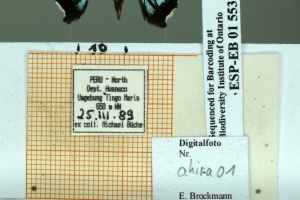 10
PERU - North
Dept. Huanuco
Umgebung Tingo Maria
650 m NN
25.III.89
ex coll. Michael Büche
Sequenced for Barcoding at
Biodiversity Institute of Ontario
ESP-EB 01 553
Digitalfoto
Nr.
ahira 01
E. Brockmann